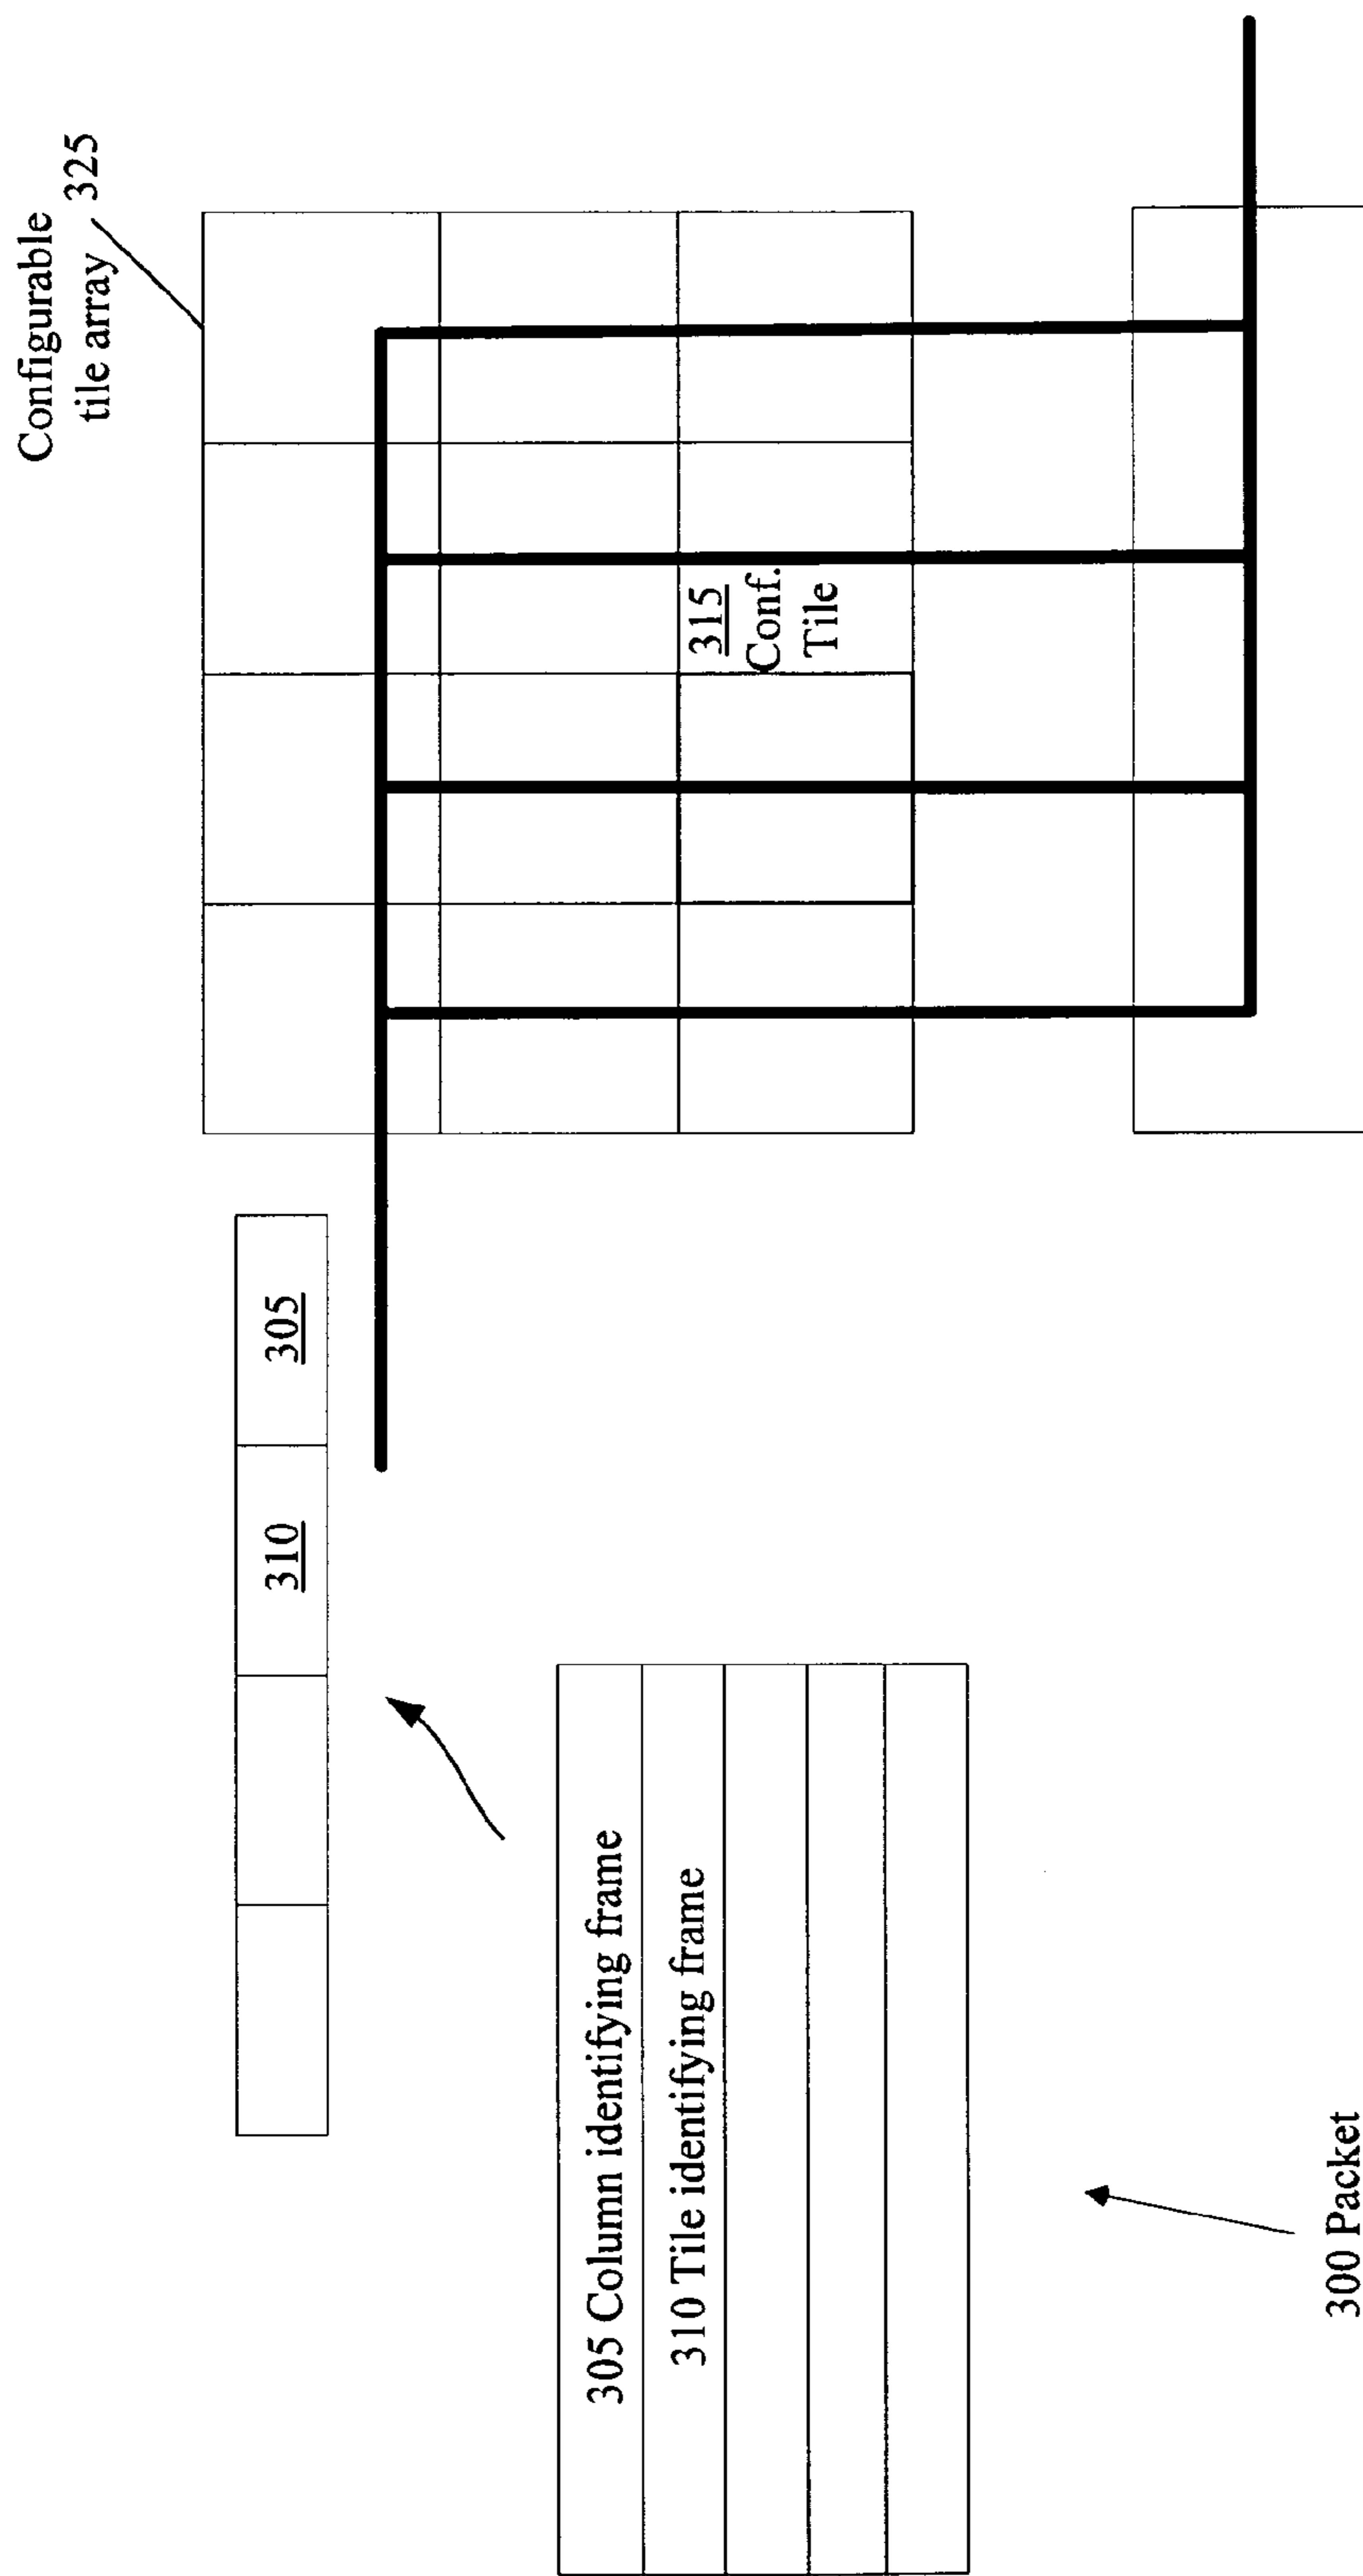 Configurable
tile array 325
305
310
315
Conf.
Tile
305 Column identifying frame
310 Tile identifying frame
300 Packet